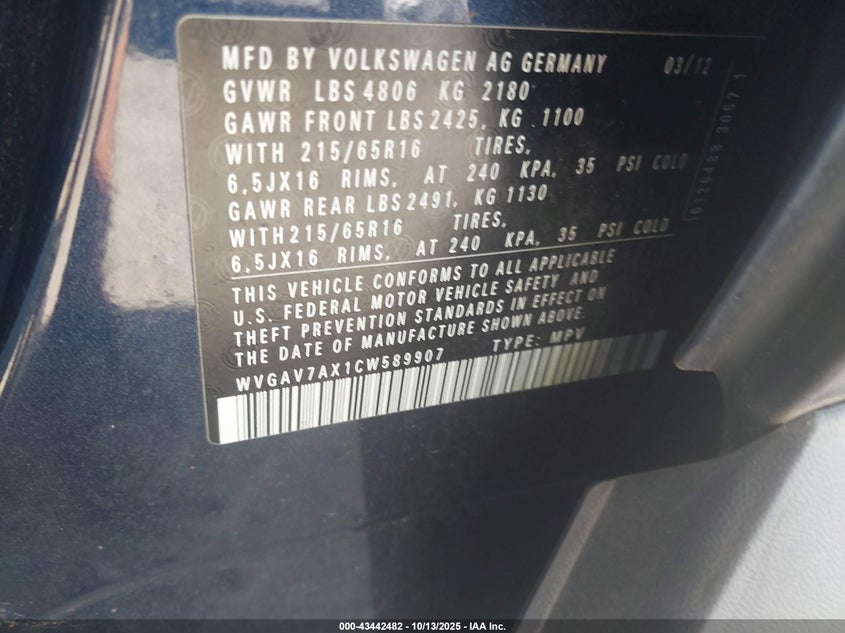 MFD BY VOLKSWAGEN AG GERMANY 03/12
GVWR LBS 4806 KG 2180
GAWR FRONT LBS 2425, KG 1100
WITH 215/65R16 TIRES,
6,5JX16 RIMS, AT 240 KPA, 35 PSI COLD
GAWR REAR LBS 2491, KG 1130
WITH 215/65R16 TIRES,
6,5JX16 RIMS, AT 240 KPA, 35 PSI COLD
THIS VEHICLE CONFORMS TO ALL APPLICABLE
U.S. FEDERAL MOTOR VEHICLE SAFETY AND
THEFT PREVENTION STANDARDS IN EFFECT ON
THE DATE OF MANUFACTURE SHOWN ABOVE.
WVGAV7AX1CW589907 TYPE: MPV
000-43442482 - 10/13/2025 - IAA Inc.